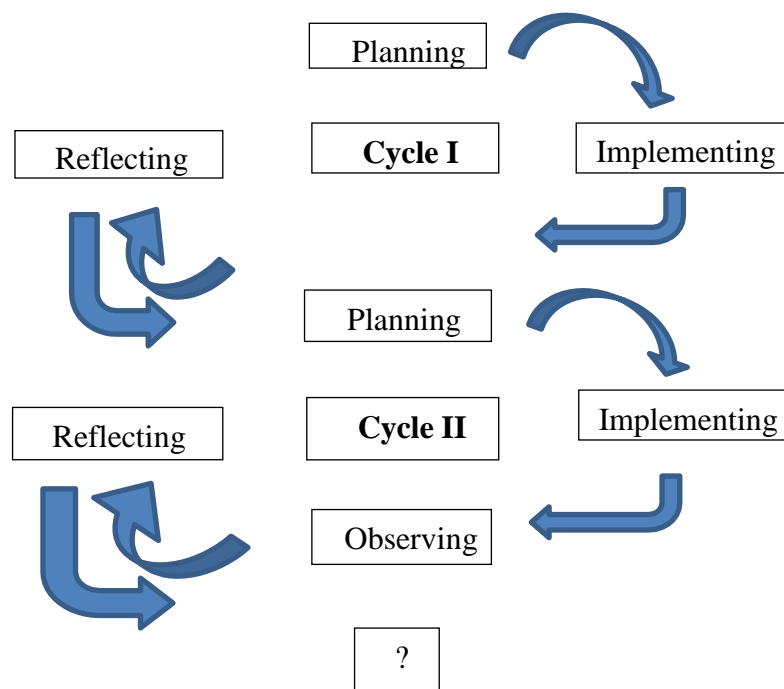 Planning
Reflecting
Cycle I
Implementing
Planning
Reflecting
Cycle II
Implementing
Observing
?